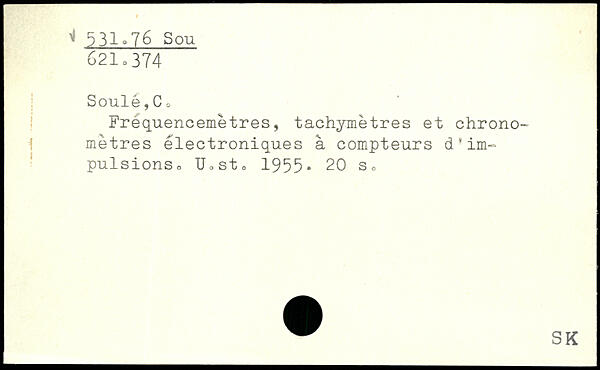 √ 531.76 Sou
621.374
Soulé,C.
Fréquencemètres, tachymètres et chrono-
mètres électroniques à compteurs d'im-
pulsions. U.st. 1955. 20 s.
SK